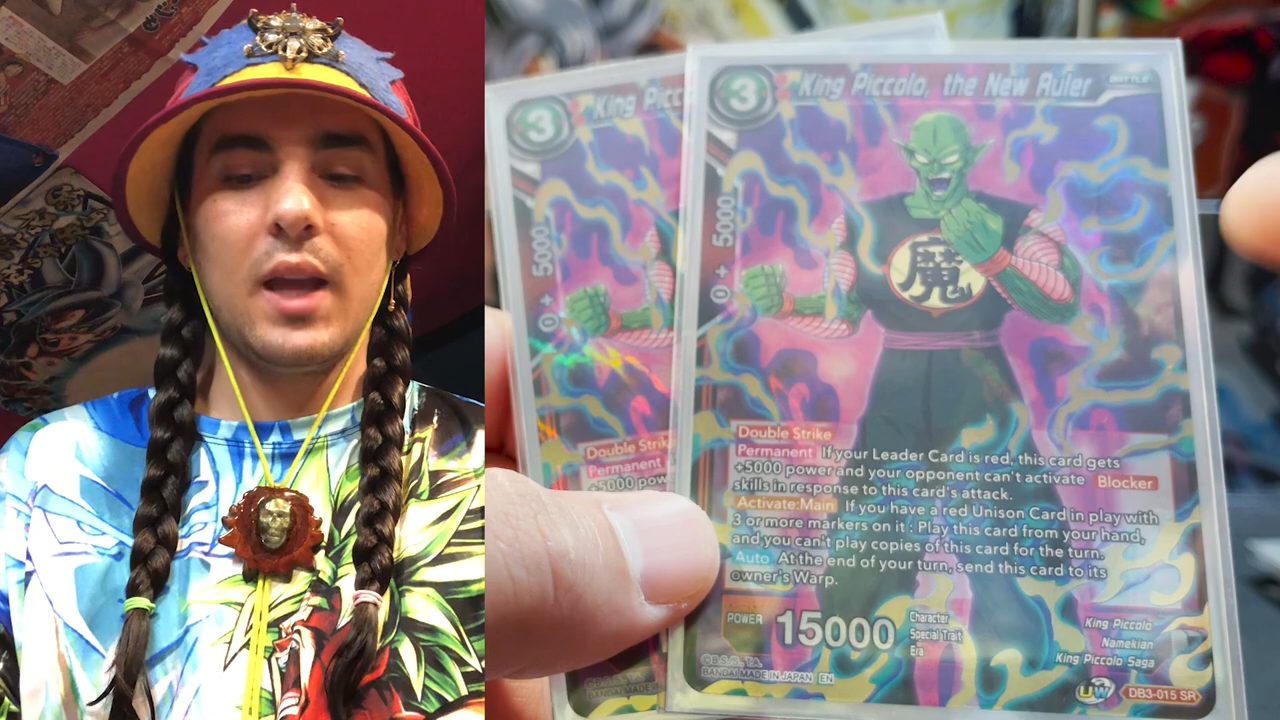 3
King Picc
5000
0 +
Double Strike
Permanent
+5000 pow
3
King Piccolo, the New Ruler
BATTLE
5000
0 +
魔
Double Strike
Permanent If your Leader Card is red, this card gets
+5000 power and your opponent can't activate Blocker
skills in response to this card's attack.
Activate:Main If you have a red Unison Card in play with
3 or more markers on it : Play this card from your hand,
and you can't play copies of this card for the turn.
Auto At the end of your turn, send this card to its
owner's Warp.
POWER 15000
Character
Special Trait
Era
King Piccolo
Namekian
King Piccolo Saga
©B.S./S., T.A.
BANDAI MADE IN JAPAN EN
UW
DB3-015 SR